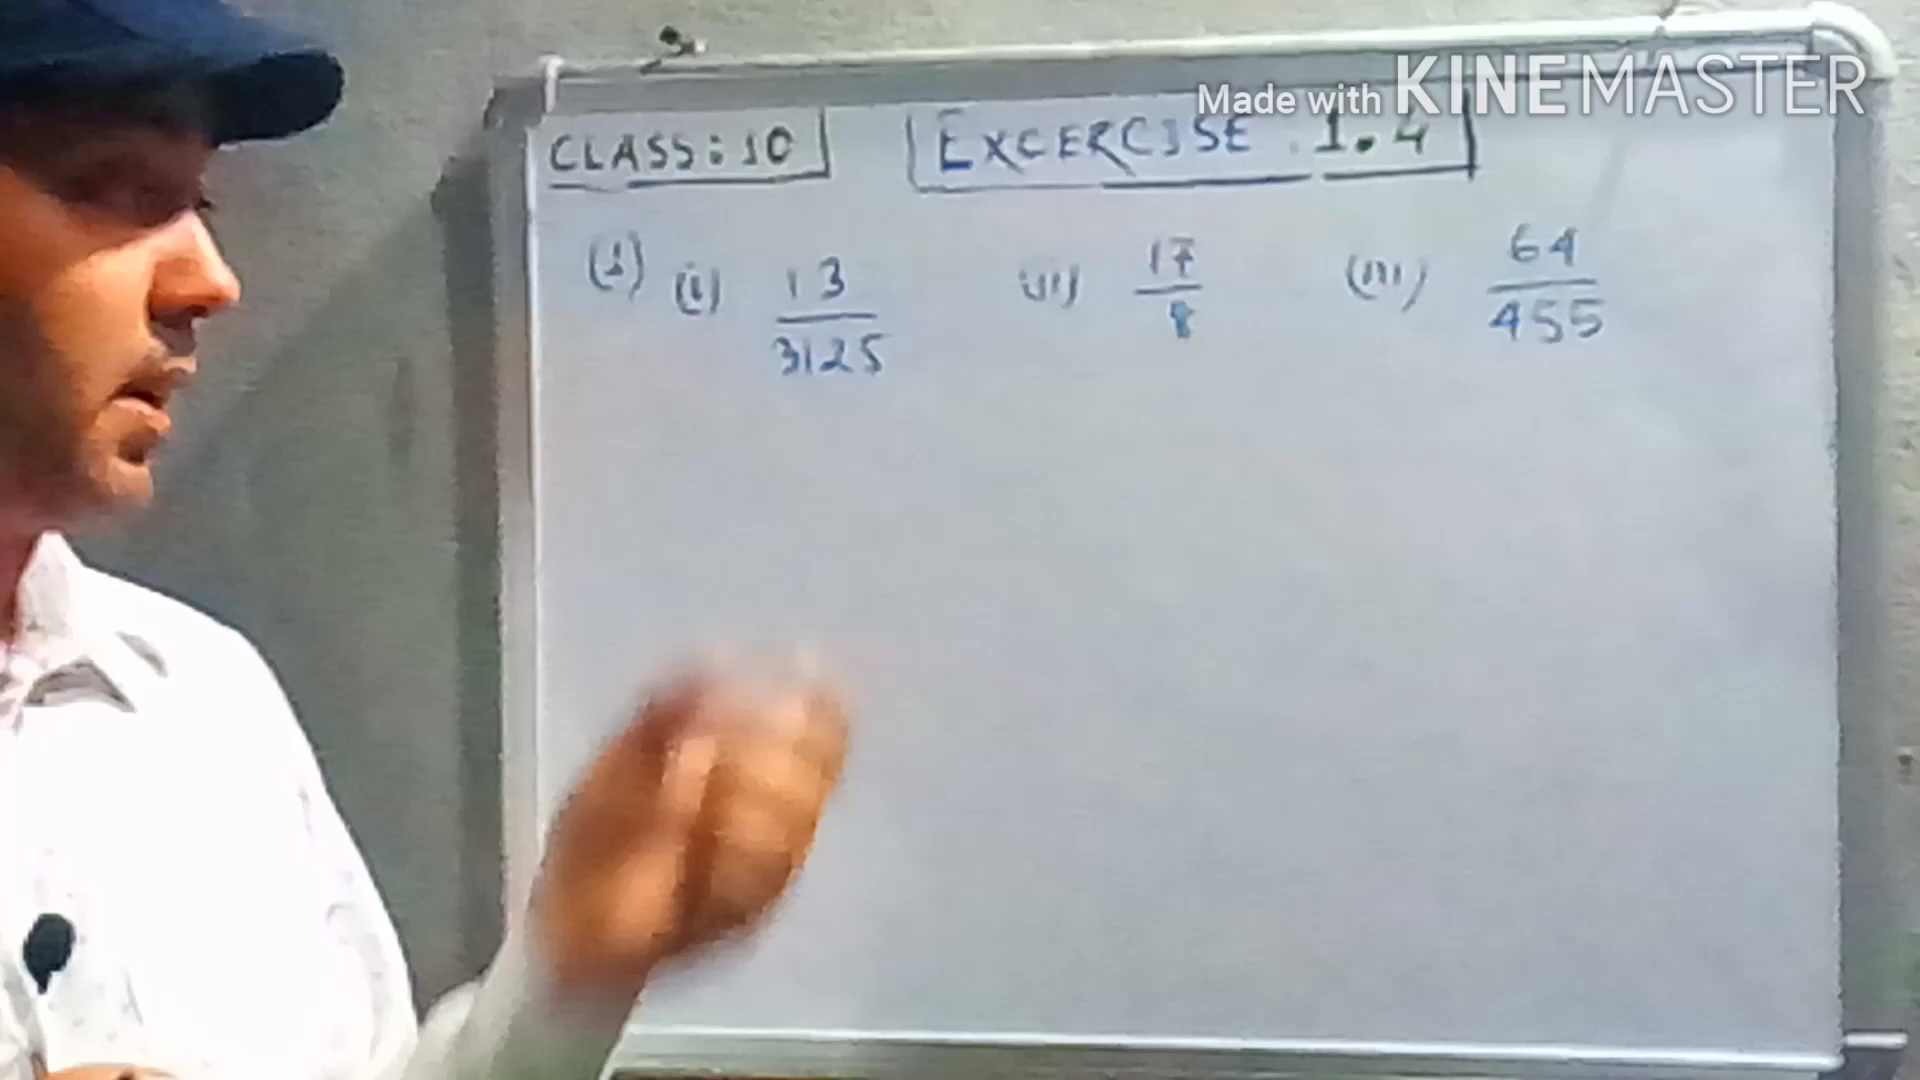 Made with KINEMASTER
CLASS:10 EXCERCISE 1.4
(1) (i) 13/3125 (ii) 17/8 (iii) 64/455